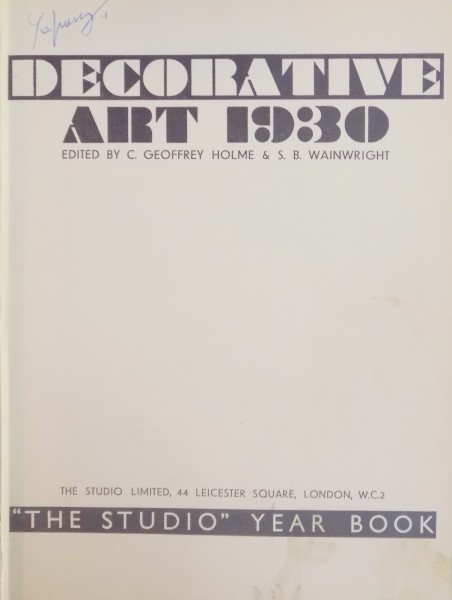 DECORATIVE
ART 1930
EDITED BY C. GEOFFREY HOLME & S. B. WAINWRIGHT
THE STUDIO LIMITED, 44 LEICESTER SQUARE, LONDON, W.C.2
"THE STUDIO" YEAR BOOK